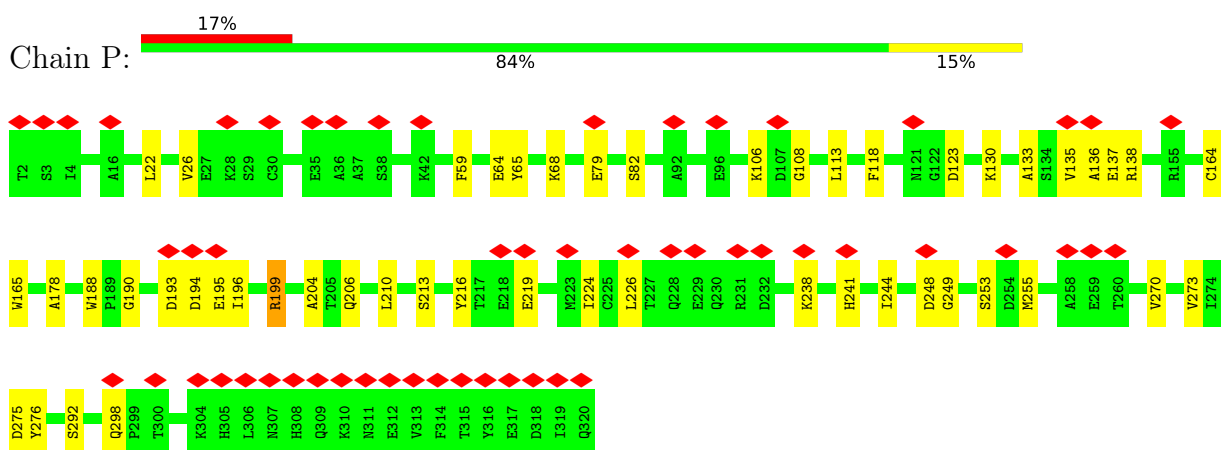 17%
Chain P:
84% 15%
T2 S3 I4 A16 L22 V26 E27 K28 S29 C30 E35 A36 A37 S38 K42 F59 E64 Y65 K68 E79 S82 A92 E96 K106 D107 G108 L113 F118 N121 G122 D123 K130 A133 S134 V135 A136 E137 R138 R155 C164
W165 A178 W188 P189 G190 D193 D194 E195 I196 R199 A204 T205 Q206 L210 S213 Y216 T217 E218 E219 M223 I224 C225 L226 T227 Q228 E229 Q230 R231 D232 K238 H241 I244 D248 G249 S253 D254 M255 A258 E259 T260 V270 V273 I274
D275 Y276 S292 Q298 P299 T300 K304 H305 L306 N307 H308 Q309 K310 N311 E312 V313 F314 T315 Y316 E317 D318 I319 Q320